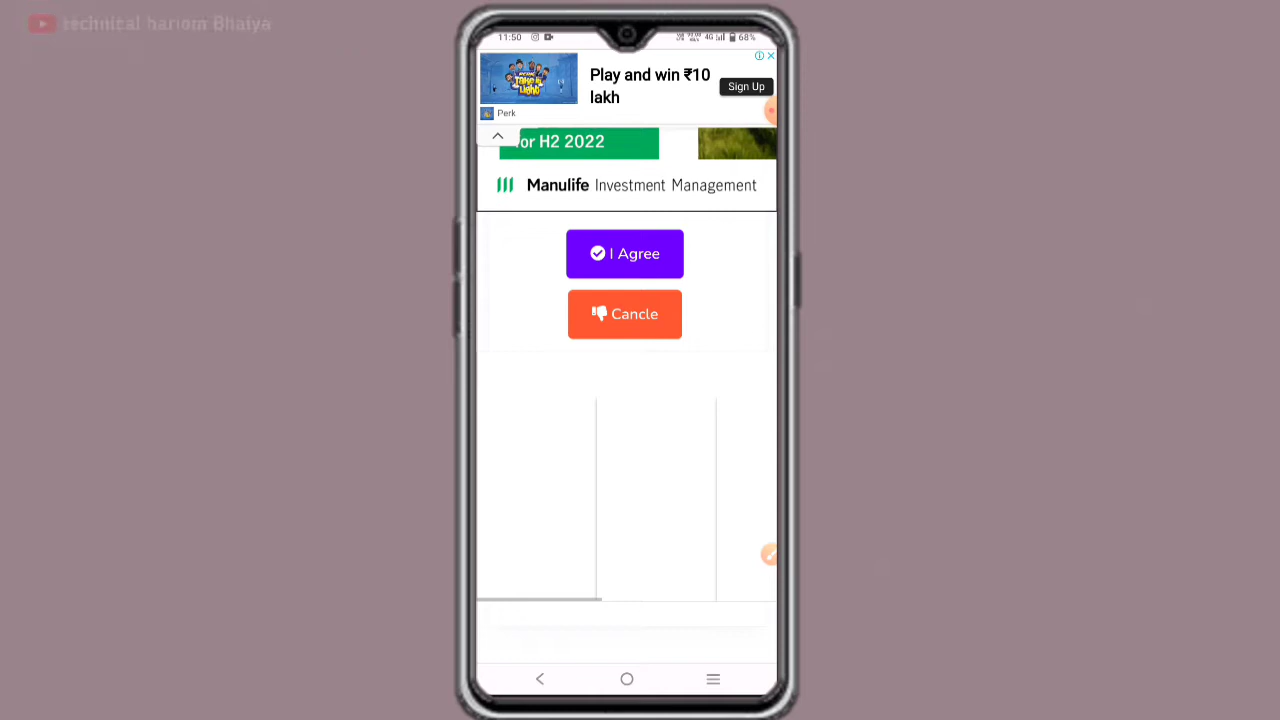 technical hariom Bhaiya
11:50
4G 68%
Play and win ₹10
lakh
Sign Up
Perk
for H2 2022
Manulife Investment Management
I Agree
Cancle